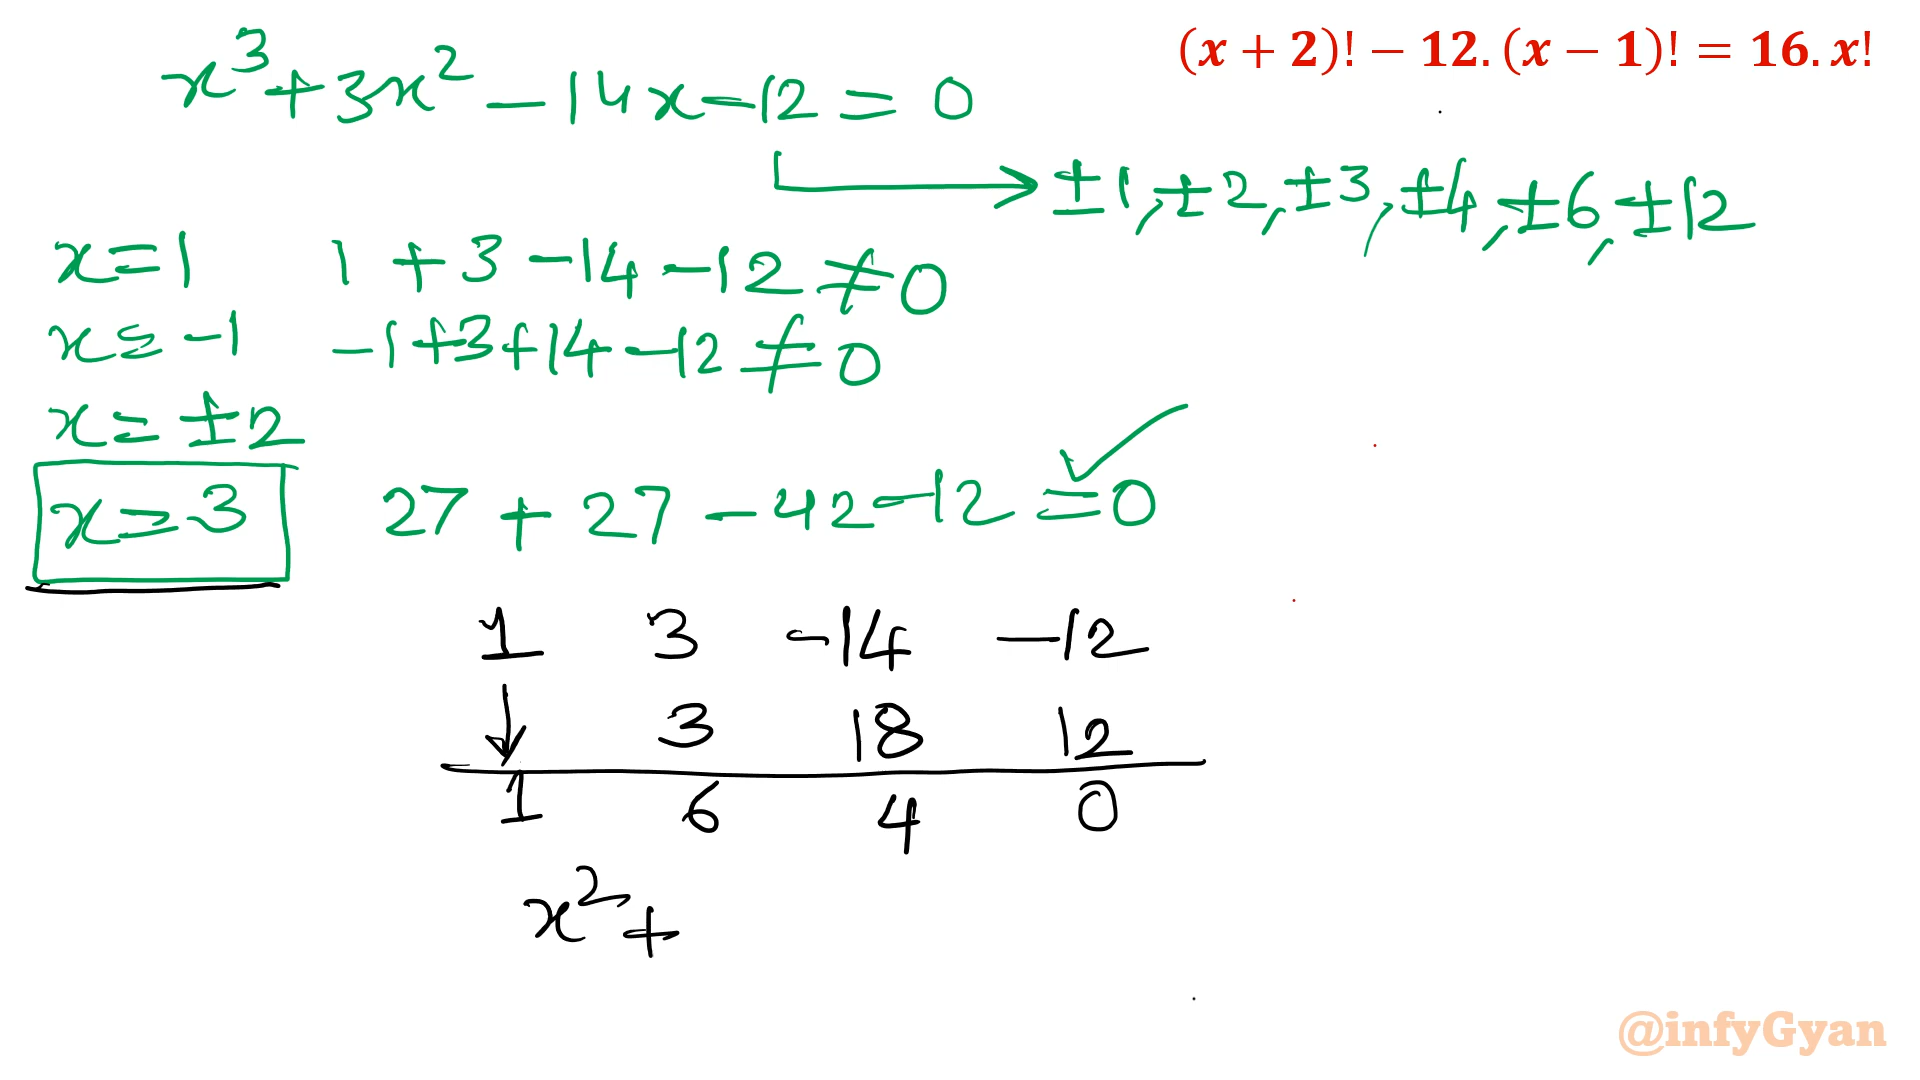 (x + 2)! − 12. (x − 1)! = 16. x!
x³ + 3x² − 14x − 12 = 0
±1, ±2, ±3, ±4, ±6, ±12
x = 1 1 + 3 − 14 − 12 ≠ 0
x = −1 −1 + 3 + 14 − 12 ≠ 0
x = ±2
x = 3 27 + 27 − 42 − 12 = 0
1 3 −14 −12
3 18 12
1 6 4 0
x² +
@infyGyan